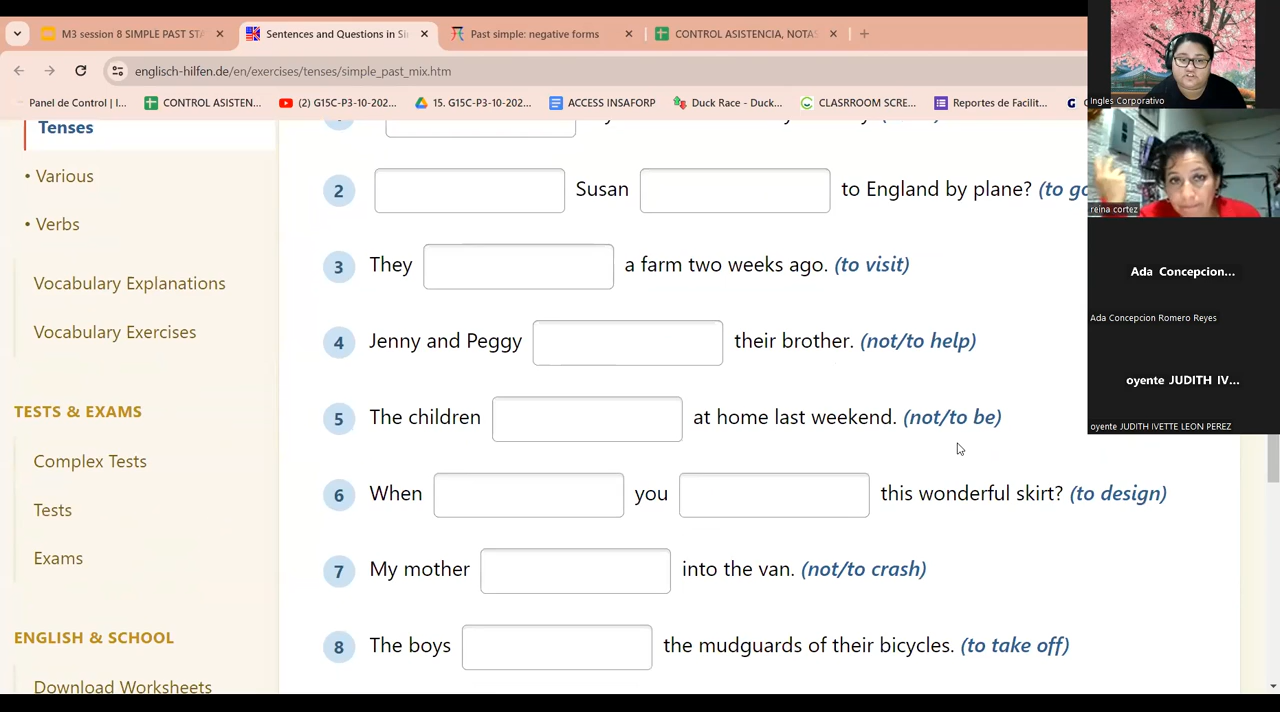 M3 session 8 SIMPLE PAST STA
Sentences and Questions in Si
Past simple: negative forms
CONTROL ASISTENCIA, NOTAS
englisch-hilfen.de/en/exercises/tenses/simple_past_mix.htm
Panel de Control | I...
CONTROL ASISTEN...
(2) G15C-P3-10-202...
15. G15C-P3-10-202...
ACCESS INSAFORP
Duck Race - Duck...
CLASRROOM SCRE...
Reportes de Facilit...
Ingles Corporativo
reina cortez
Ada Concepcion...
Ada Concepcion Romero Reyes
oyente JUDITH IV...
oyente JUDITH IVETTE LEON PEREZ
Tenses
• Various
• Verbs
Vocabulary Explanations
Vocabulary Exercises
TESTS & EXAMS
Complex Tests
Tests
Exams
ENGLISH & SCHOOL
Download Worksheets
2 Susan to England by plane? (to go
3 They a farm two weeks ago. (to visit)
4 Jenny and Peggy their brother. (not/to help)
5 The children at home last weekend. (not/to be)
6 When you this wonderful skirt? (to design)
7 My mother into the van. (not/to crash)
8 The boys the mudguards of their bicycles. (to take off)